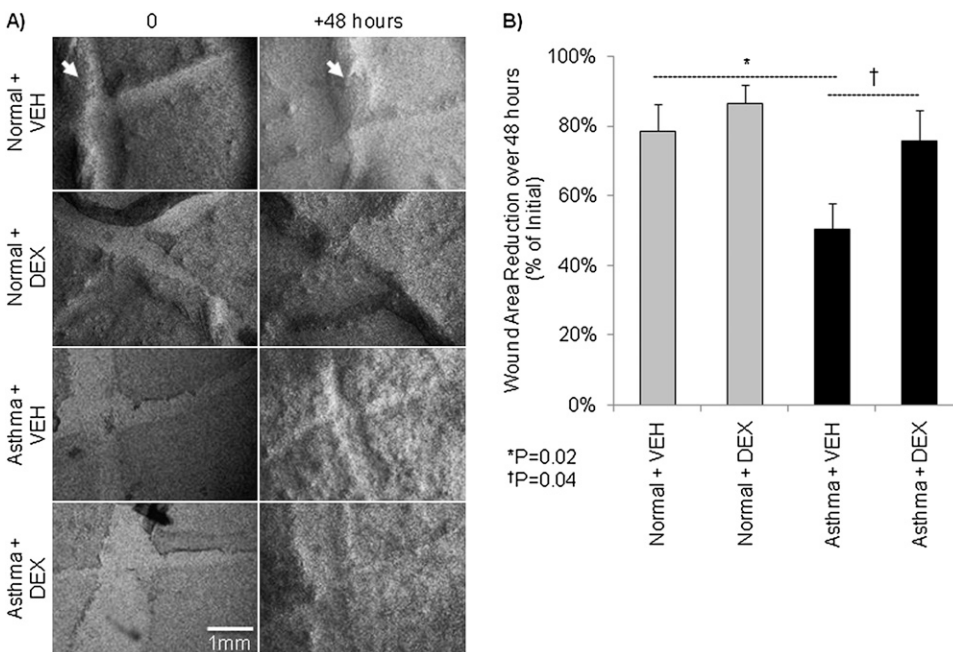 A)
0
+48 hours
Normal +
VEH
Normal +
DEX
Asthma +
VEH
Asthma +
DEX
1mm
B)
Wound Area Reduction over 48 hours
(% of Initial)
100%
80%
60%
40%
20%
0%
*
†
Normal + VEH
Normal + DEX
Asthma + VEH
Asthma + DEX
*P=0.02
†P=0.04